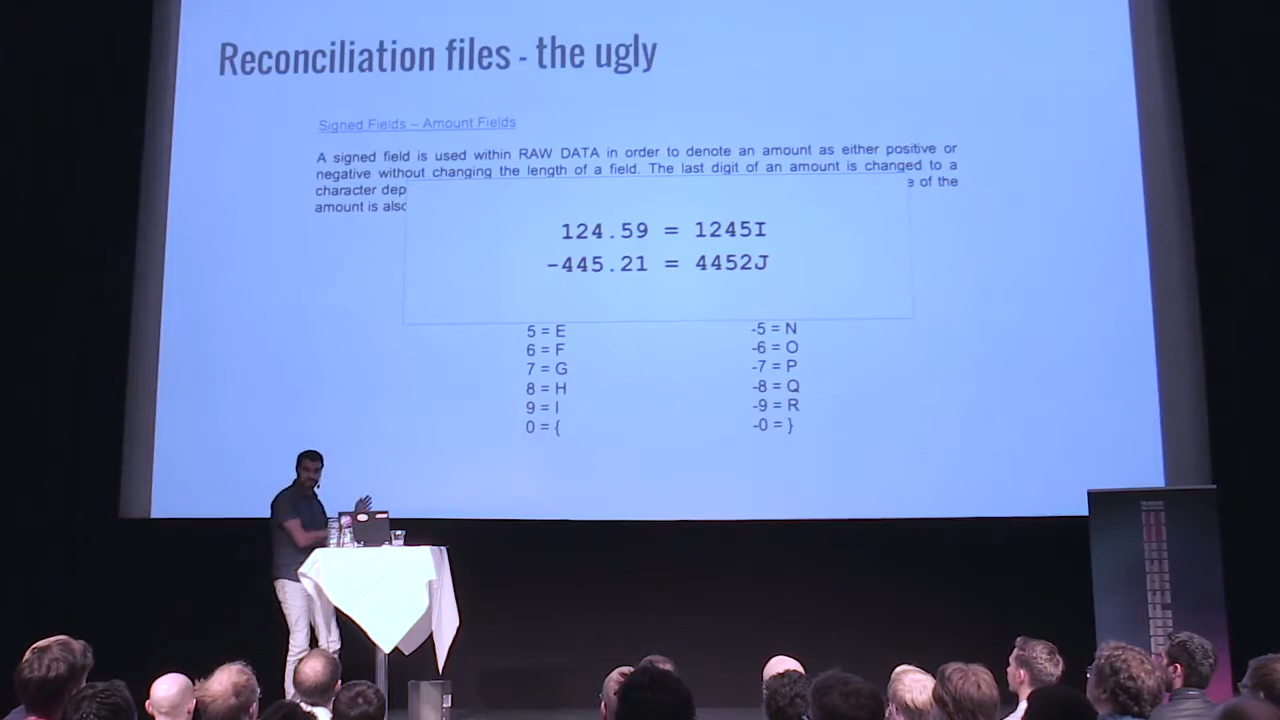 Reconciliation files - the ugly
Signed Fields – Amount Fields
A signed field is used within RAW DATA in order to denote an amount as either positive or
negative without changing the length of a field. The last digit of an amount is changed to a
character dep
of the
amount is also
124.59 = 1245I
-445.21 = 4452J
5 = E
-5 = N
6 = F
-6 = O
7 = G
-7 = P
8 = H
-8 = Q
9 = I
-9 = R
0 = {
-0 = }